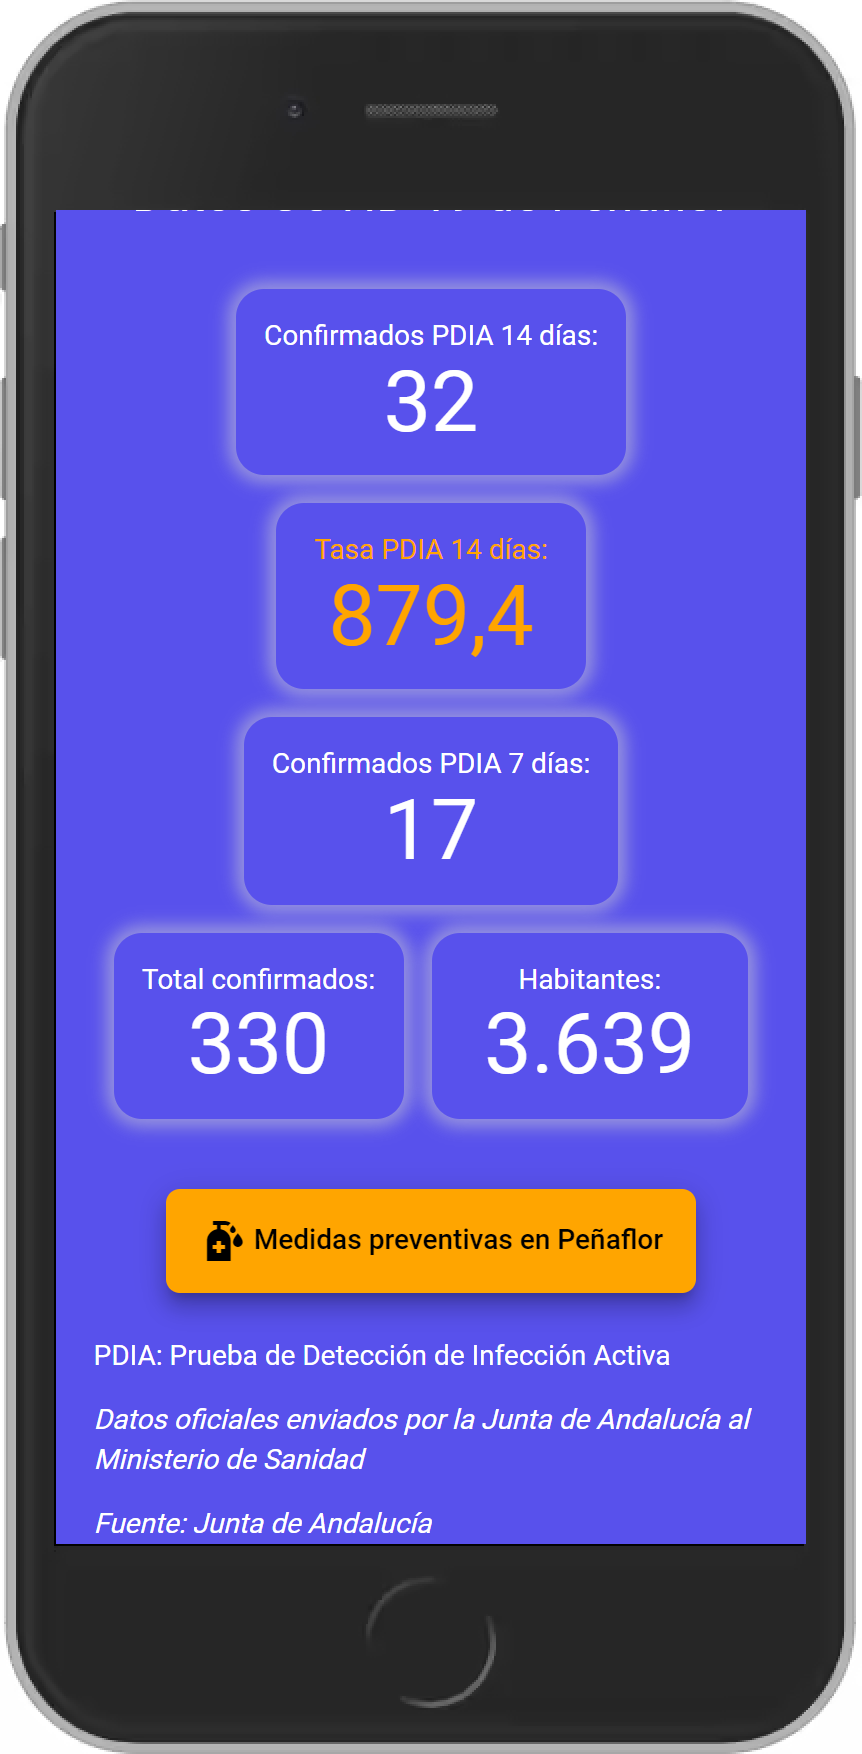 Confirmados PDIA 14 días:
32
Tasa PDIA 14 días:
879,4
Confirmados PDIA 7 días:
17
Total confirmados:
330
Habitantes:
3.639
Medidas preventivas en Peñaflor
PDIA: Prueba de Detección de Infección Activa
Datos oficiales enviados por la Junta de Andalucía al
Ministerio de Sanidad
Fuente: Junta de Andalucía